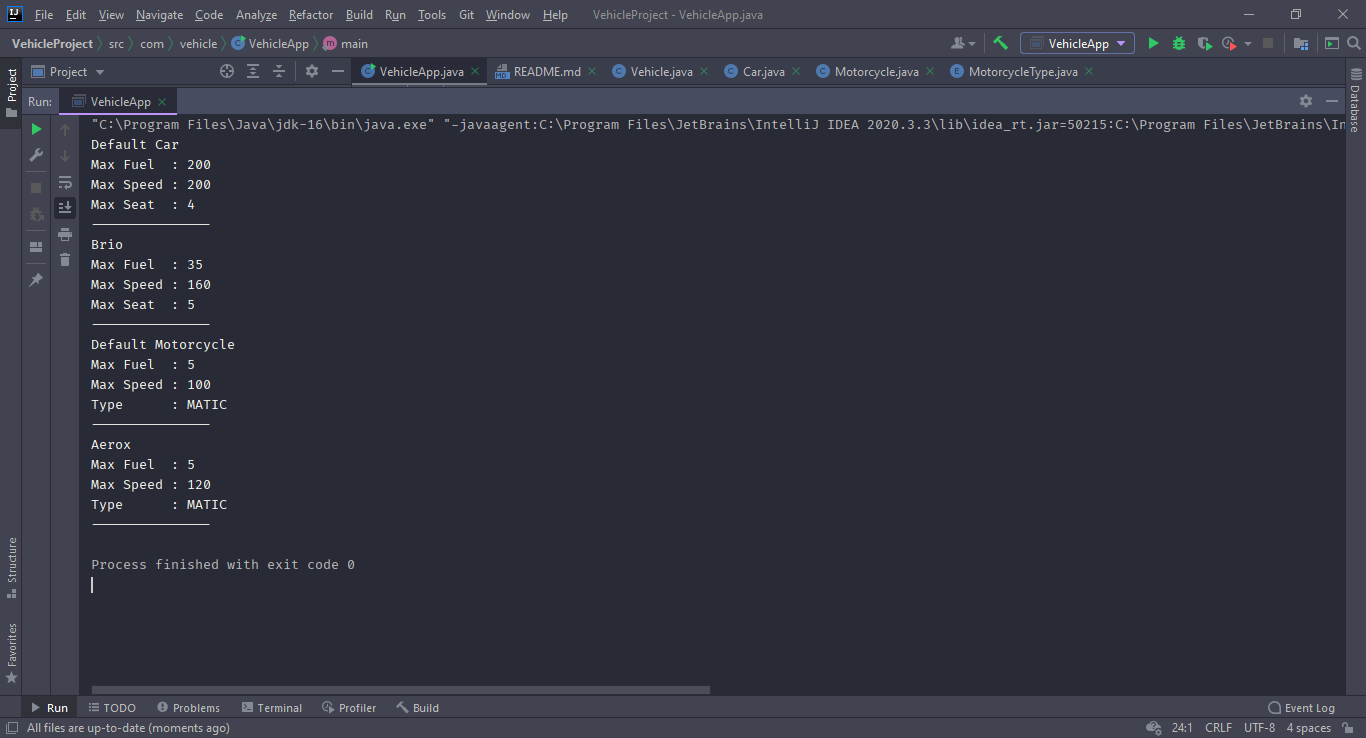 IJ File Edit View Navigate Code Analyze Refactor Build Run Tools Git Window Help VehicleProject - VehicleApp.java
VehicleProject src com vehicle C VehicleApp m main VehicleApp
Project
Project C VehicleApp.java MD README.md C Vehicle.java C Car.java C Motorcycle.java E MotorcycleType.java
Database
Run: VehicleApp
"C:\Program Files\Java\jdk-16\bin\java.exe" "-javaagent:C:\Program Files\JetBrains\IntelliJ IDEA 2020.3.3\lib\idea_rt.jar=50215:C:\Program Files\JetBrains\In
Default Car
Max Fuel  : 200
Max Speed : 200
Max Seat  : 4
---------------
Brio
Max Fuel  : 35
Max Speed : 160
Max Seat  : 5
---------------
Default Motorcycle
Max Fuel  : 5
Max Speed : 100
Type      : MATIC
---------------
Aerox
Max Fuel  : 5
Max Speed : 120
Type      : MATIC
---------------
Process finished with exit code 0
Structure
Favorites
Run TODO Problems Terminal Profiler Build Event Log
All files are up-to-date (moments ago) 24:1 CRLF UTF-8 4 spaces